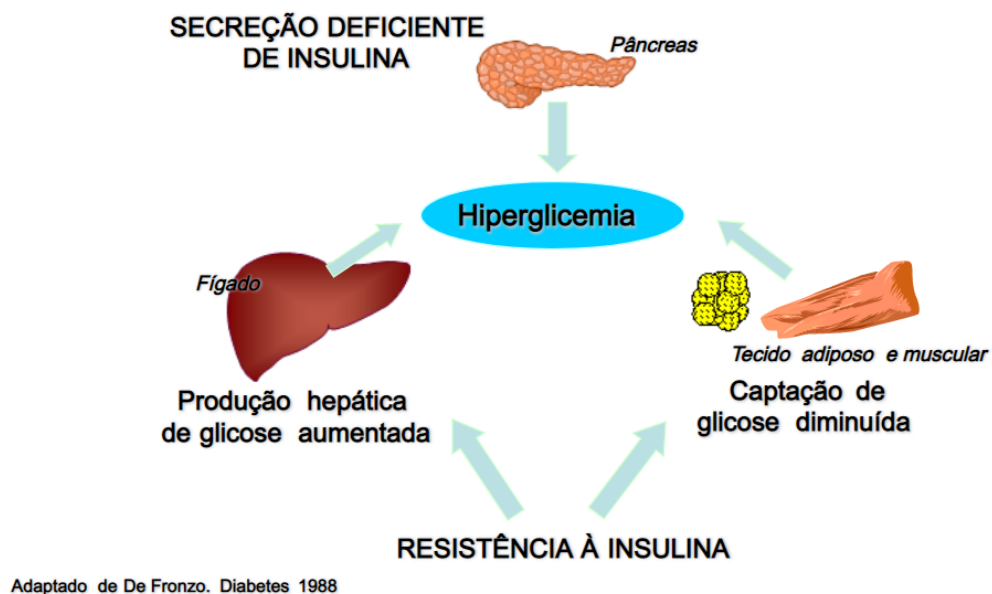 SECREÇÃO DEFICIENTE
DE INSULINA
Pâncreas
Hiperglicemia
Fígado
Tecido adiposo e muscular
Produção hepática
de glicose aumentada
Captação de
glicose diminuída
RESISTÊNCIA À INSULINA
Adaptado de De Fronzo. Diabetes 1988